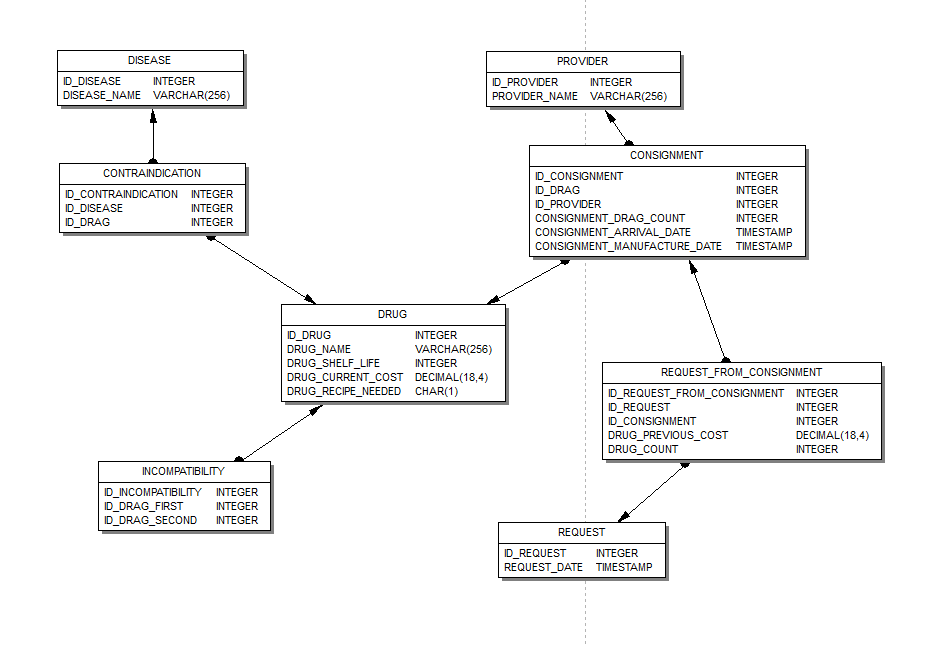 DISEASE
ID_DISEASE INTEGER
DISEASE_NAME VARCHAR(256)
PROVIDER
ID_PROVIDER INTEGER
PROVIDER_NAME VARCHAR(256)
CONTRAINDICATION
ID_CONTRAINDICATION INTEGER
ID_DISEASE INTEGER
ID_DRAG INTEGER
CONSIGNMENT
ID_CONSIGNMENT INTEGER
ID_DRAG INTEGER
ID_PROVIDER INTEGER
CONSIGNMENT_DRAG_COUNT INTEGER
CONSIGNMENT_ARRIVAL_DATE TIMESTAMP
CONSIGNMENT_MANUFACTURE_DATE TIMESTAMP
DRUG
ID_DRUG INTEGER
DRUG_NAME VARCHAR(256)
DRUG_SHELF_LIFE INTEGER
DRUG_CURRENT_COST DECIMAL(18,4)
DRUG_RECIPE_NEEDED CHAR(1)
REQUEST_FROM_CONSIGNMENT
ID_REQUEST_FROM_CONSIGNMENT INTEGER
ID_REQUEST INTEGER
ID_CONSIGNMENT INTEGER
DRUG_PREVIOUS_COST DECIMAL(18,4)
DRUG_COUNT INTEGER
INCOMPATIBILITY
ID_INCOMPATIBILITY INTEGER
ID_DRAG_FIRST INTEGER
ID_DRAG_SECOND INTEGER
REQUEST
ID_REQUEST INTEGER
REQUEST_DATE TIMESTAMP